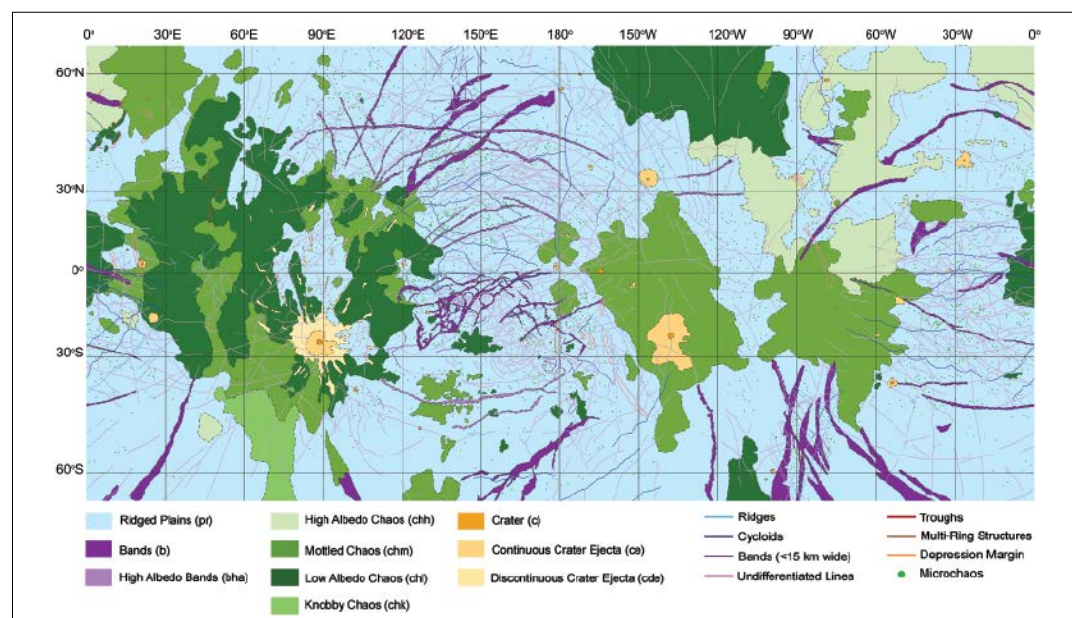 0° 30°E 60°E 90°E 120°E 150°E 180° 150°W 120°W 90°W 60°W 30°W 0°
60°N
30°N
0°
30°S
60°S
Ridged Plains (pr)
Bands (b)
High Albedo Bands (bha)
High Albedo Chaos (chh)
Mottled Chaos (chm)
Low Albedo Chaos (chl)
Knobby Chaos (chk)
Crater (c)
Continuous Crater Ejecta (ce)
Discontinuous Crater Ejecta (cde)
Ridges
Cycloids
Bands (<15 km wide)
Undifferentiated Linea
Troughs
Multi-Ring Structures
Depression Margin
Microchaos